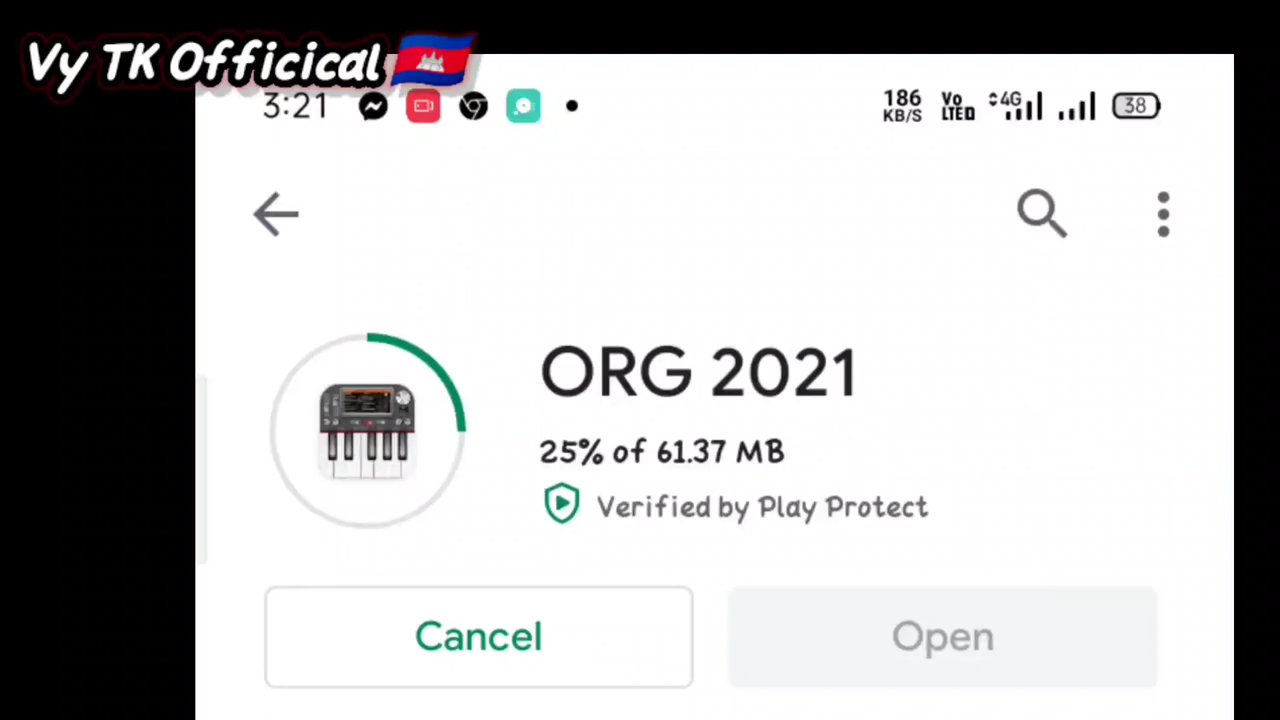 Vy TK Officical
3:21 186 KB/S Vo LTE 4G 38
ORG 2021
25% of 61.37 MB
Verified by Play Protect
Cancel Open